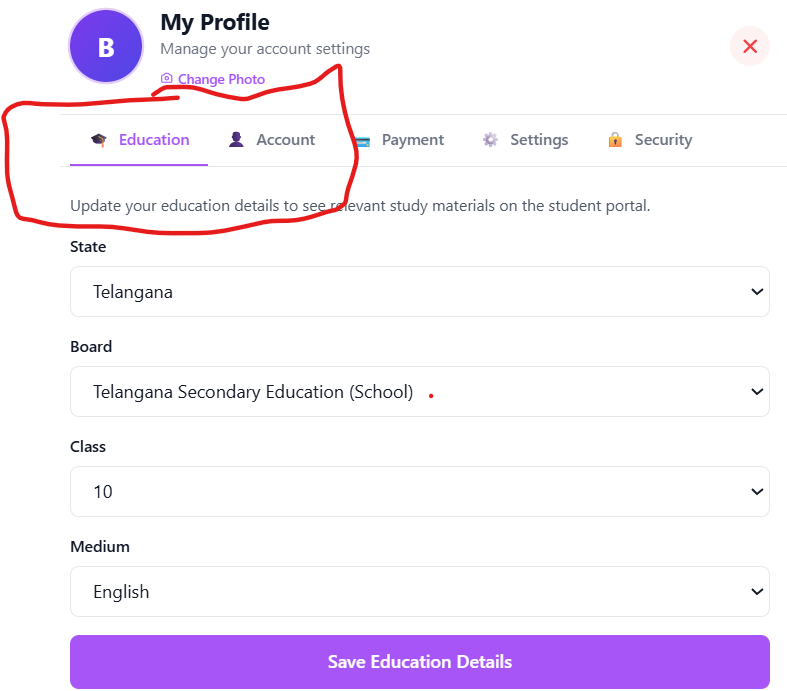 B
My Profile
Manage your account settings
Change Photo
Education Account Payment Settings Security
Update your education details to see relevant study materials on the student portal.
State
Telangana
Board
Telangana Secondary Education (School)
Class
10
Medium
English
Save Education Details